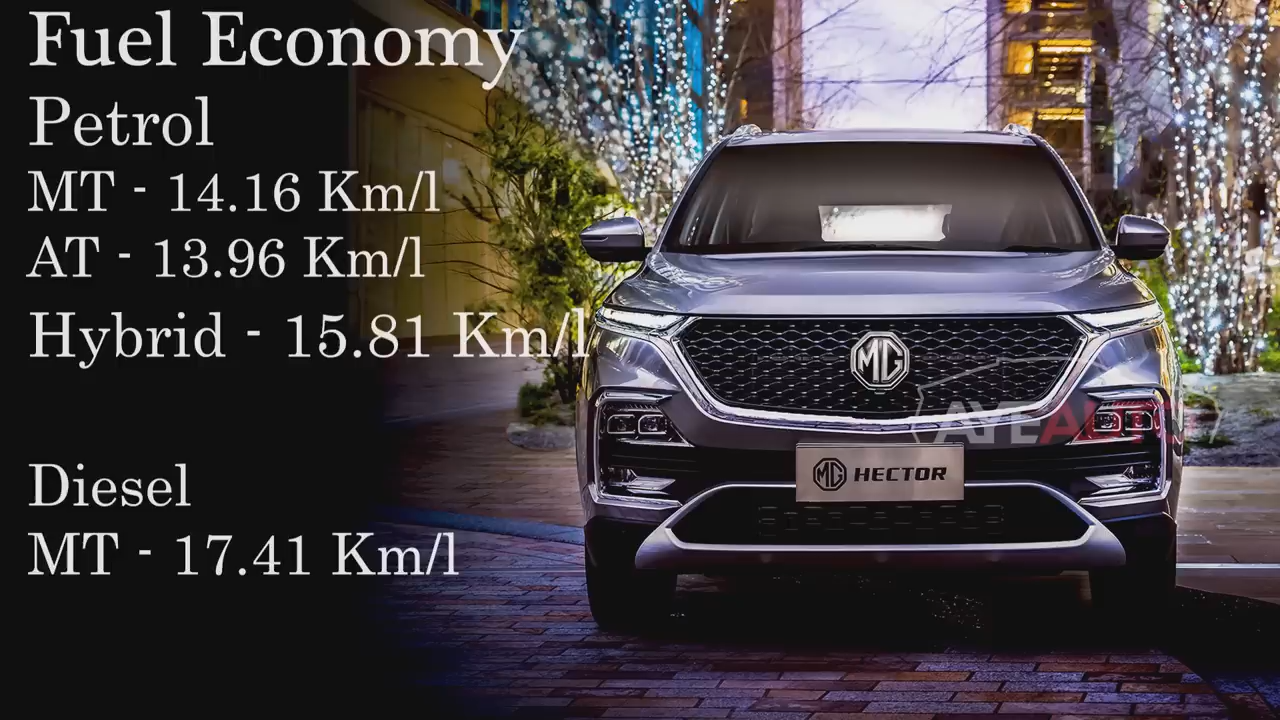 Fuel Economy
Petrol
MT - 14.16 Km/l
AT - 13.96 Km/l
Hybrid - 15.81 Km/l
Diesel
MT - 17.41 Km/l
MG
AYEAUTO
MG HECTOR